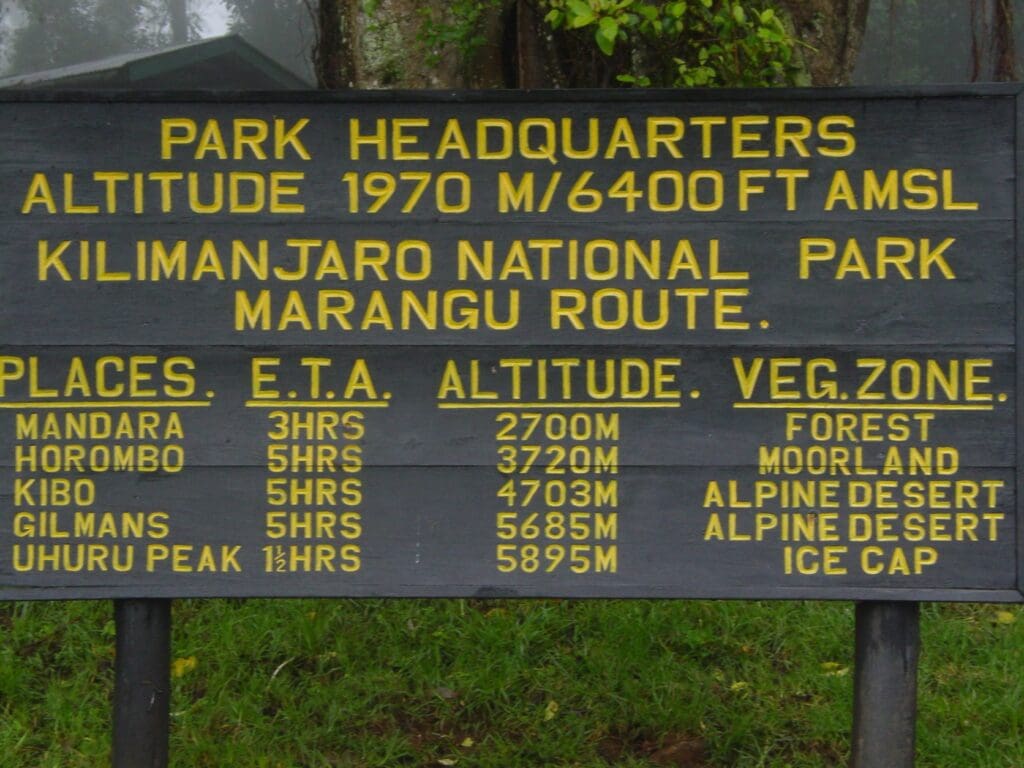 PARK HEADQUARTERS
ALTITUDE 1970 M/6400 FT AMSL
KILIMANJARO NATIONAL PARK
MARANGU ROUTE.
PLACES. E.T.A. ALTITUDE. VEG. ZONE.
MANDARA 3HRS 2700M FOREST
HOROMBO 5HRS 3720M MOORLAND
KIBO 5HRS 4703M ALPINE DESERT
GILMANS 5HRS 5685M ALPINE DESERT
UHURU PEAK 1½HRS 5895M ICE CAP